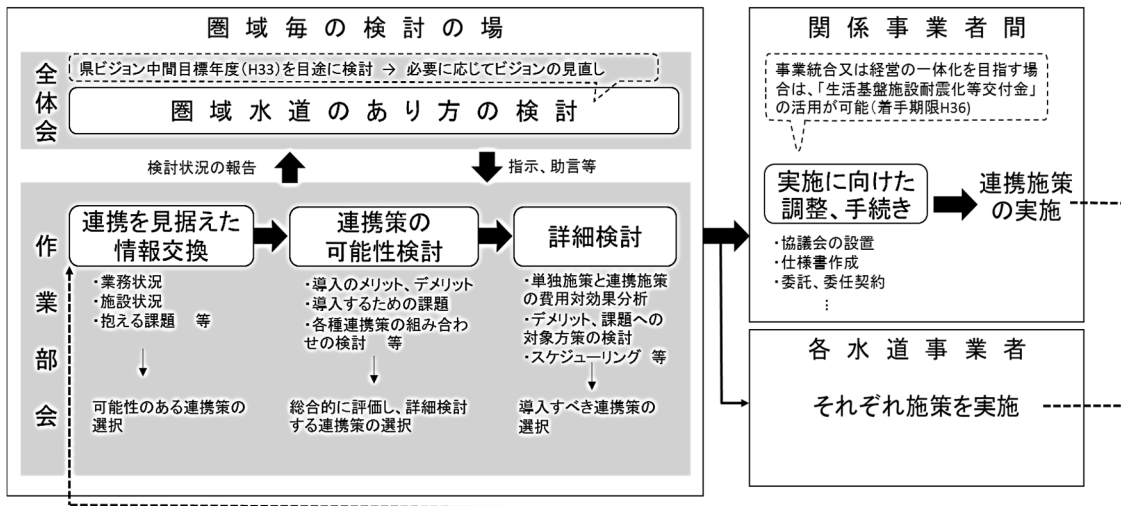 圏域毎の検討の場
全体会
県ビジョン中間目標年度(H33)を目途に検討 → 必要に応じてビジョンの見直し
圏域水道のあり方の検討
検討状況の報告
指示、助言等
作業部会
連携を見据えた
情報交換
・業務状況
・施設状況
・抱える課題 等
可能性のある連携策の
選択
連携策の
可能性検討
・導入のメリット、デメリット
・導入するための課題
・各種連携策の組み合わ
せの検討 等
総合的に評価し、詳細検討
する連携策の選択
詳細検討
・単独施策と連携施策
の費用対効果分析
・デメリット、課題への
対象方策の検討
・スケジューリング 等
導入すべき連携策の
選択
関係事業者間
事業統合又は経営の一体化を目指す場
合は、「生活基盤施設耐震化等交付金」
の活用が可能(着手期限H36)
実施に向けた
調整、手続き
・協議会の設置
・仕様書作成
・委託、委任契約
⋮
連携施策
の実施
各水道事業者
それぞれ施策を実施